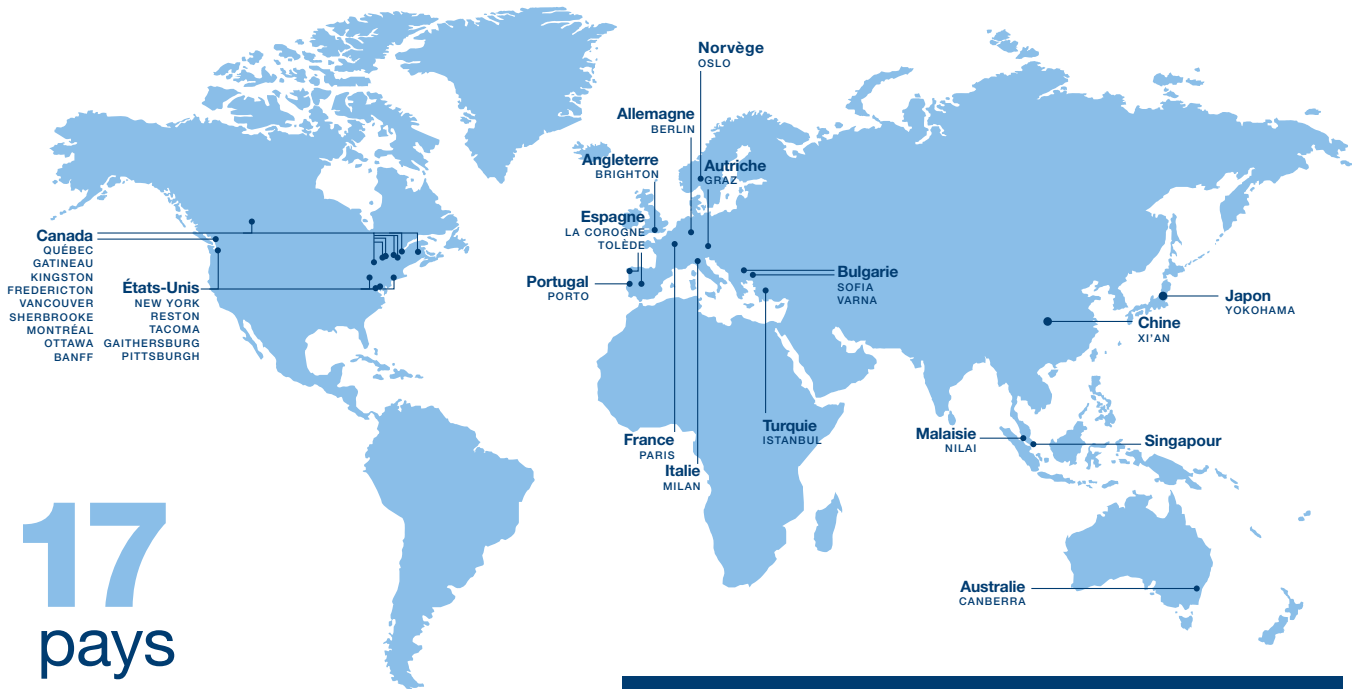 Norvège
OSLO
Allemagne
BERLIN
Angleterre
BRIGHTON
Autriche
GRAZ
Espagne
LA COROGNE
TOLÈDE
Portugal
PORTO
Canada
QUÉBEC
GATINEAU
KINGSTON
FREDERICTON
VANCOUVER
SHERBROOKE
MONTRÉAL
OTTAWA
BANFF
États-Unis
NEW YORK
RESTON
TACOMA
GAITHERSBURG
PITTSBURGH
Bulgarie
SOFIA
VARNA
Japon
YOKOHAMA
Chine
XI'AN
Turquie
ISTANBUL
France
PARIS
Italie
MILAN
Malaisie
NILAI
Singapour
Australie
CANBERRA
17
pays